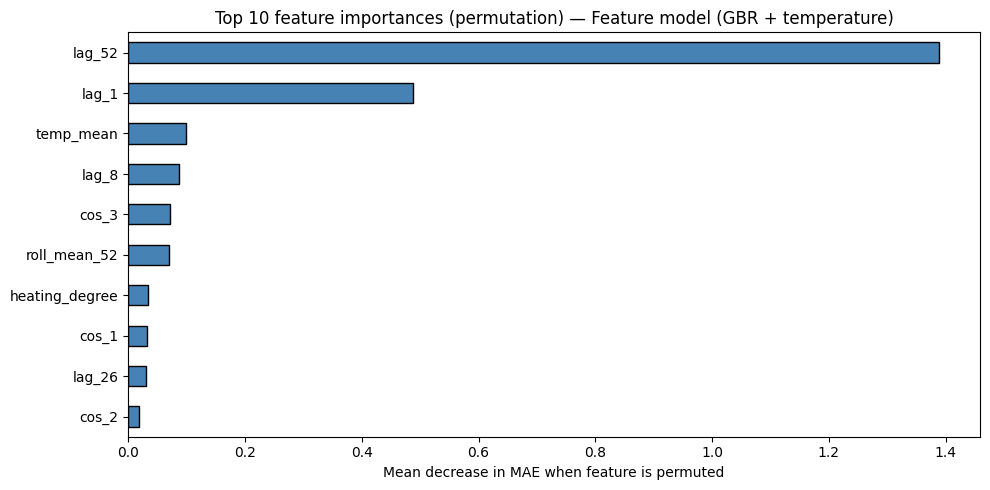 Top 10 feature importances (permutation) — Feature model (GBR + temperature)
lag_52
lag_1
temp_mean
lag_8
cos_3
roll_mean_52
heating_degree
cos_1
lag_26
cos_2
0.0 0.2 0.4 0.6 0.8 1.0 1.2 1.4
Mean decrease in MAE when feature is permuted